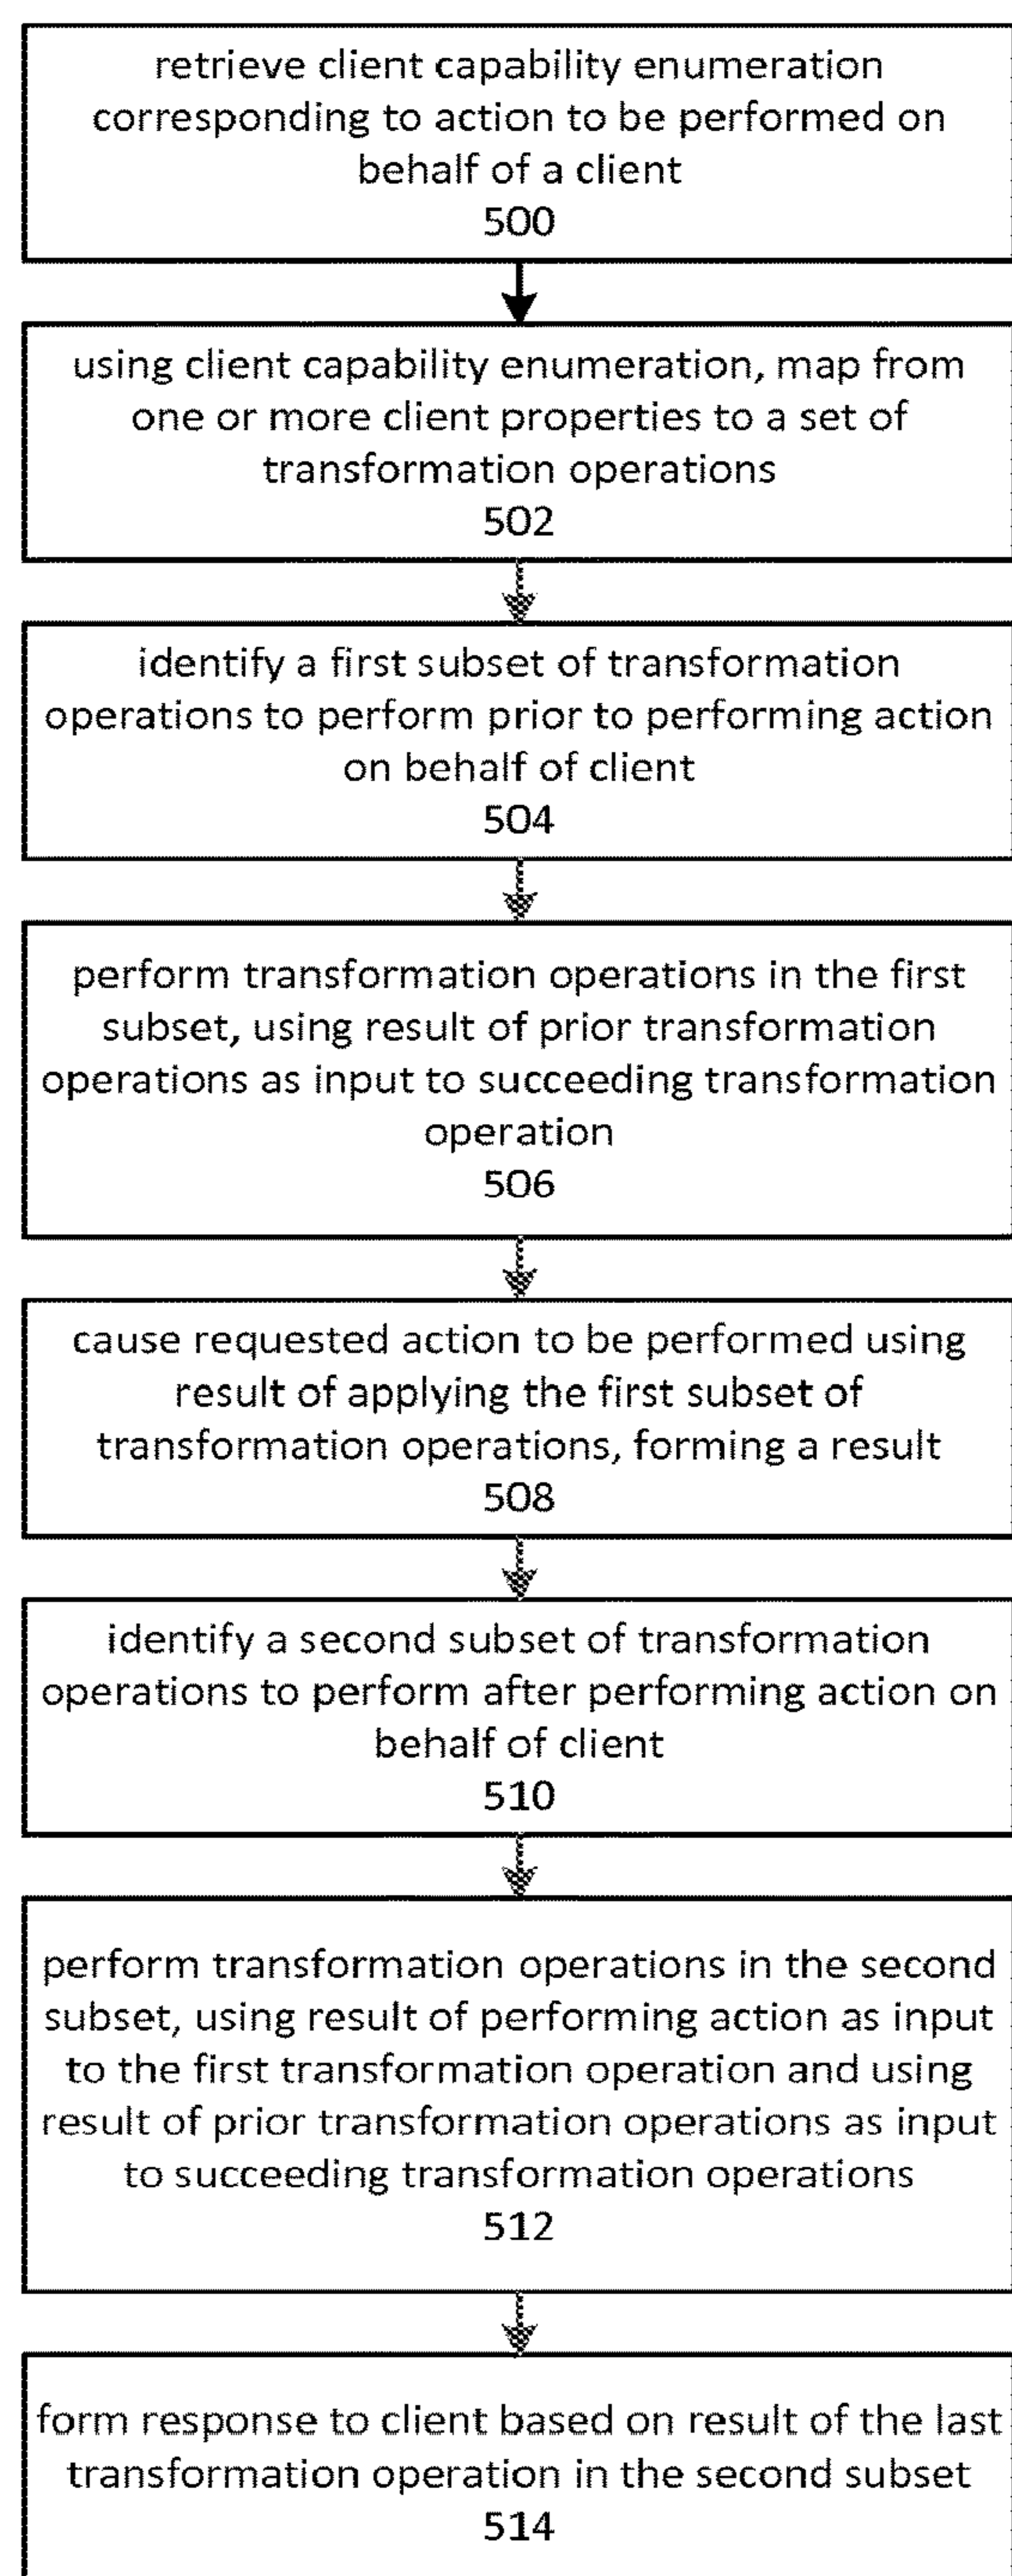 retrieve client capability enumeration
corresponding to action to be performed on
behalf of a client
500
using client capability enumeration, map from
one or more client properties to a set of
transformation operations
502
identify a first subset of transformation
operations to perform prior to performing action
on behalf of client
504
perform transformation operations in the first
subset, using result of prior transformation
operations as input to succeeding transformation
operation
506
cause requested action to be performed using
result of applying the first subset of
transformation operations, forming a result
508
identify a second subset of transformation
operations to perform after performing action on
behalf of client
510
perform transformation operations in the second
subset, using result of performing action as input
to the first transformation operation and using
result of prior transformation operations as input
to succeeding transformation operations
512
form response to client based on result of the last
transformation operation in the second subset
514